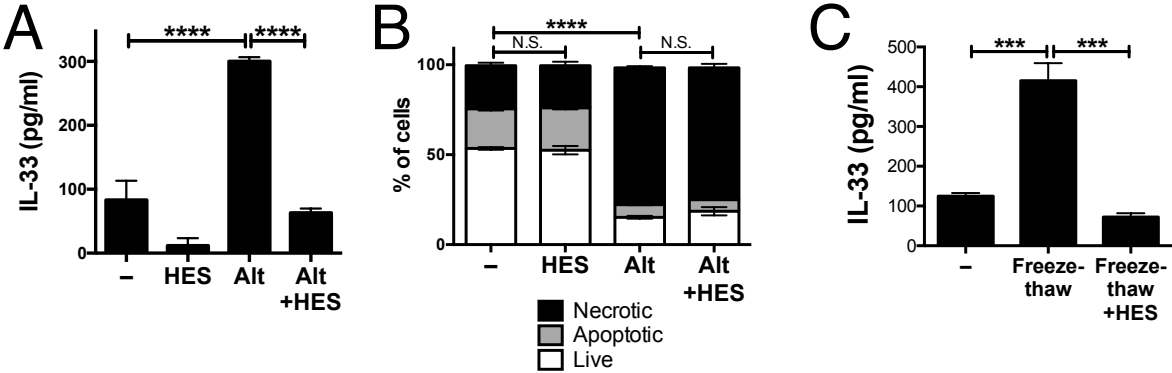 A
IL-33 (pg/ml)
300
200
100
0
****
****
–
HES
Alt
Alt
+HES
B
% of cells
100
50
0
****
N.S.
N.S.
–
HES
Alt
Alt
+HES
Necrotic
Apoptotic
Live
C
IL-33 (pg/ml)
500
400
300
200
100
0
***
***
–
Freeze-
thaw
Freeze-
thaw
+HES